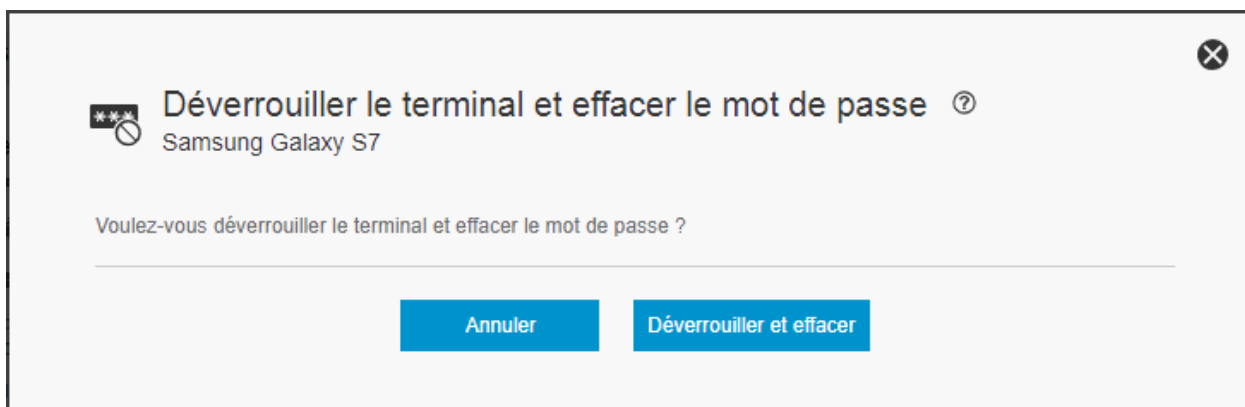 Déverrouiller le terminal et effacer le mot de passe
Samsung Galaxy S7
Voulez-vous déverrouiller le terminal et effacer le mot de passe ?
Annuler
Déverrouiller et effacer